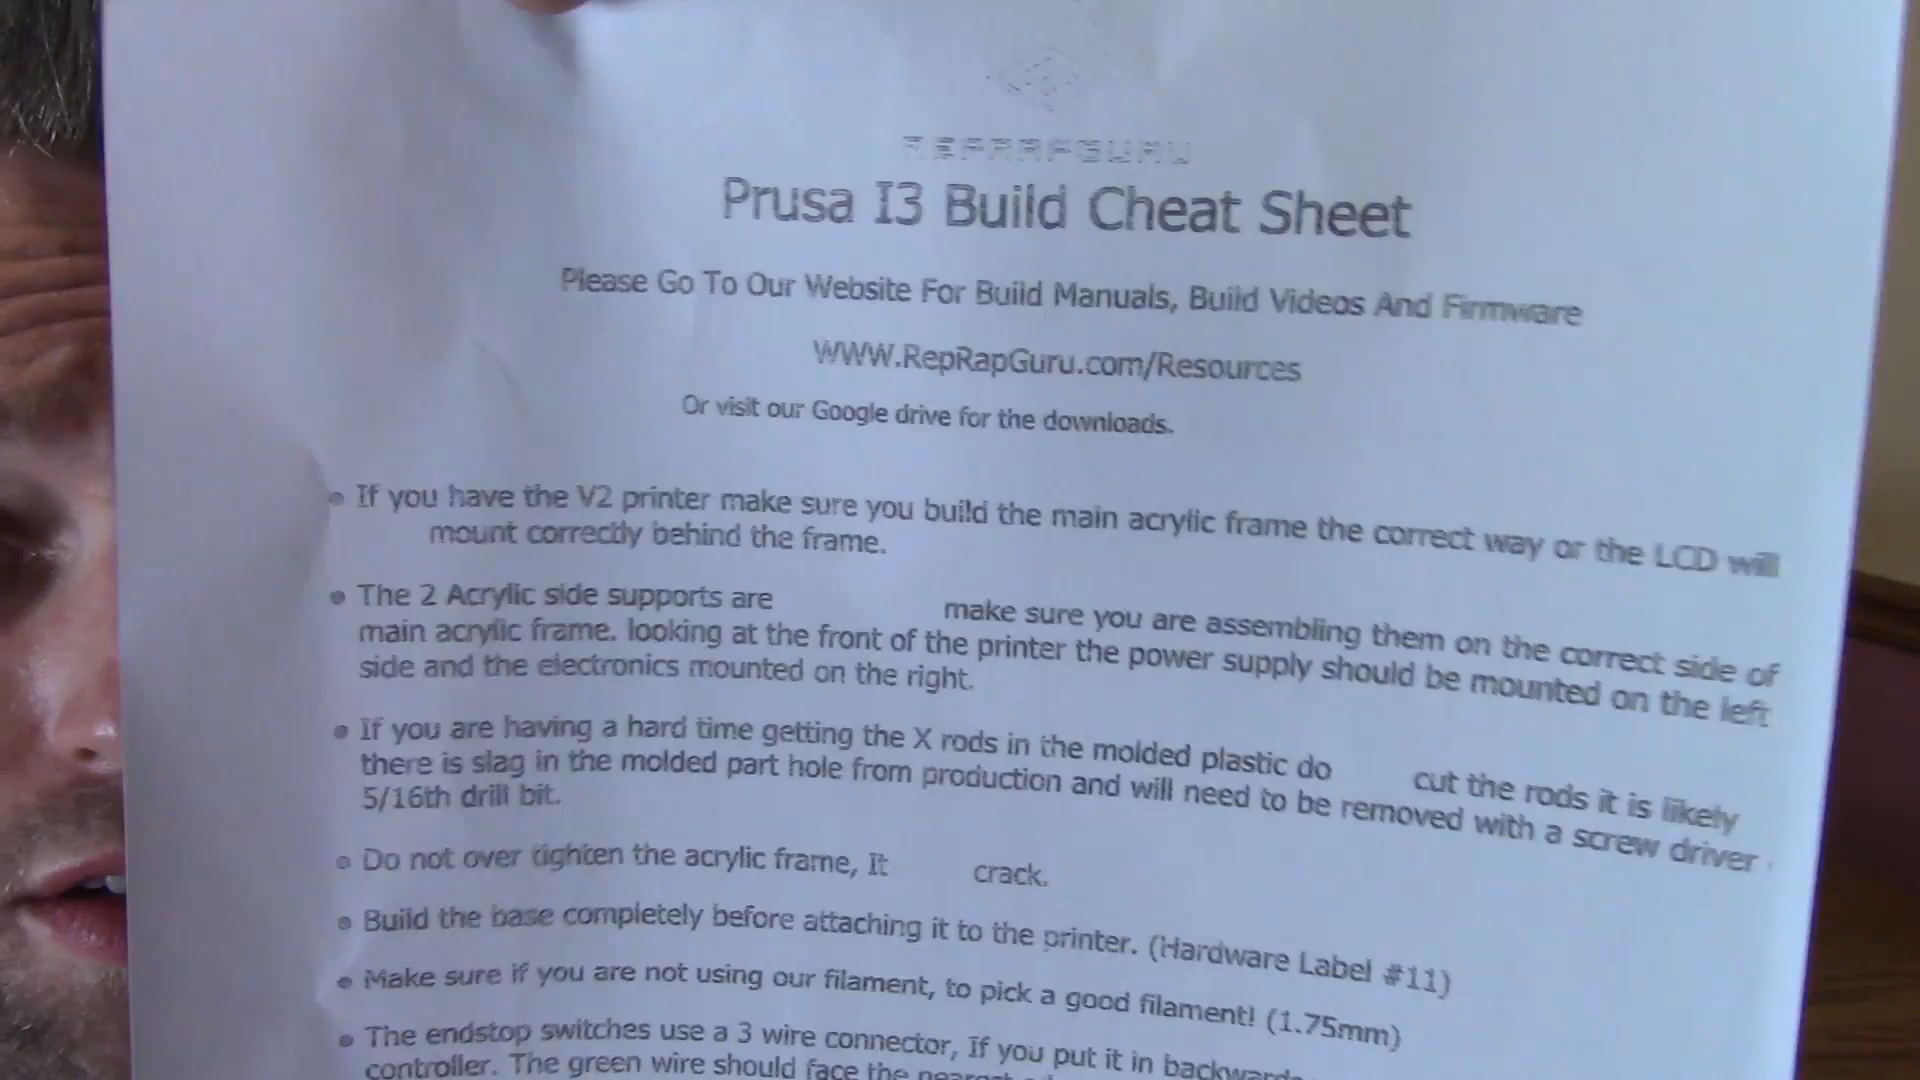 REPRAPGURU
Prusa I3 Build Cheat Sheet
Please Go To Our Website For Build Manuals, Build Videos And Firmware
WWW.RepRapGuru.com/Resources
Or visit our Google drive for the downloads.
If you have the V2 printer make sure you build the main acrylic frame the correct way or the LCD will
mount correctly behind the frame.
The 2 Acrylic side supports are make sure you are assembling them on the correct side of
main acrylic frame. looking at the front of the printer the power supply should be mounted on the left
side and the electronics mounted on the right.
If you are having a hard time getting the X rods in the molded plastic do cut the rods it is likely
there is slag in the molded part hole from production and will need to be removed with a screw driver
5/16th drill bit.
Do not over tighten the acrylic frame, It crack.
Build the base completely before attaching it to the printer. (Hardware Label #11)
Make sure if you are not using our filament, to pick a good filament! (1.75mm)
The endstop switches use a 3 wire connector, If you put it in backwards
controller. The green wire should face the